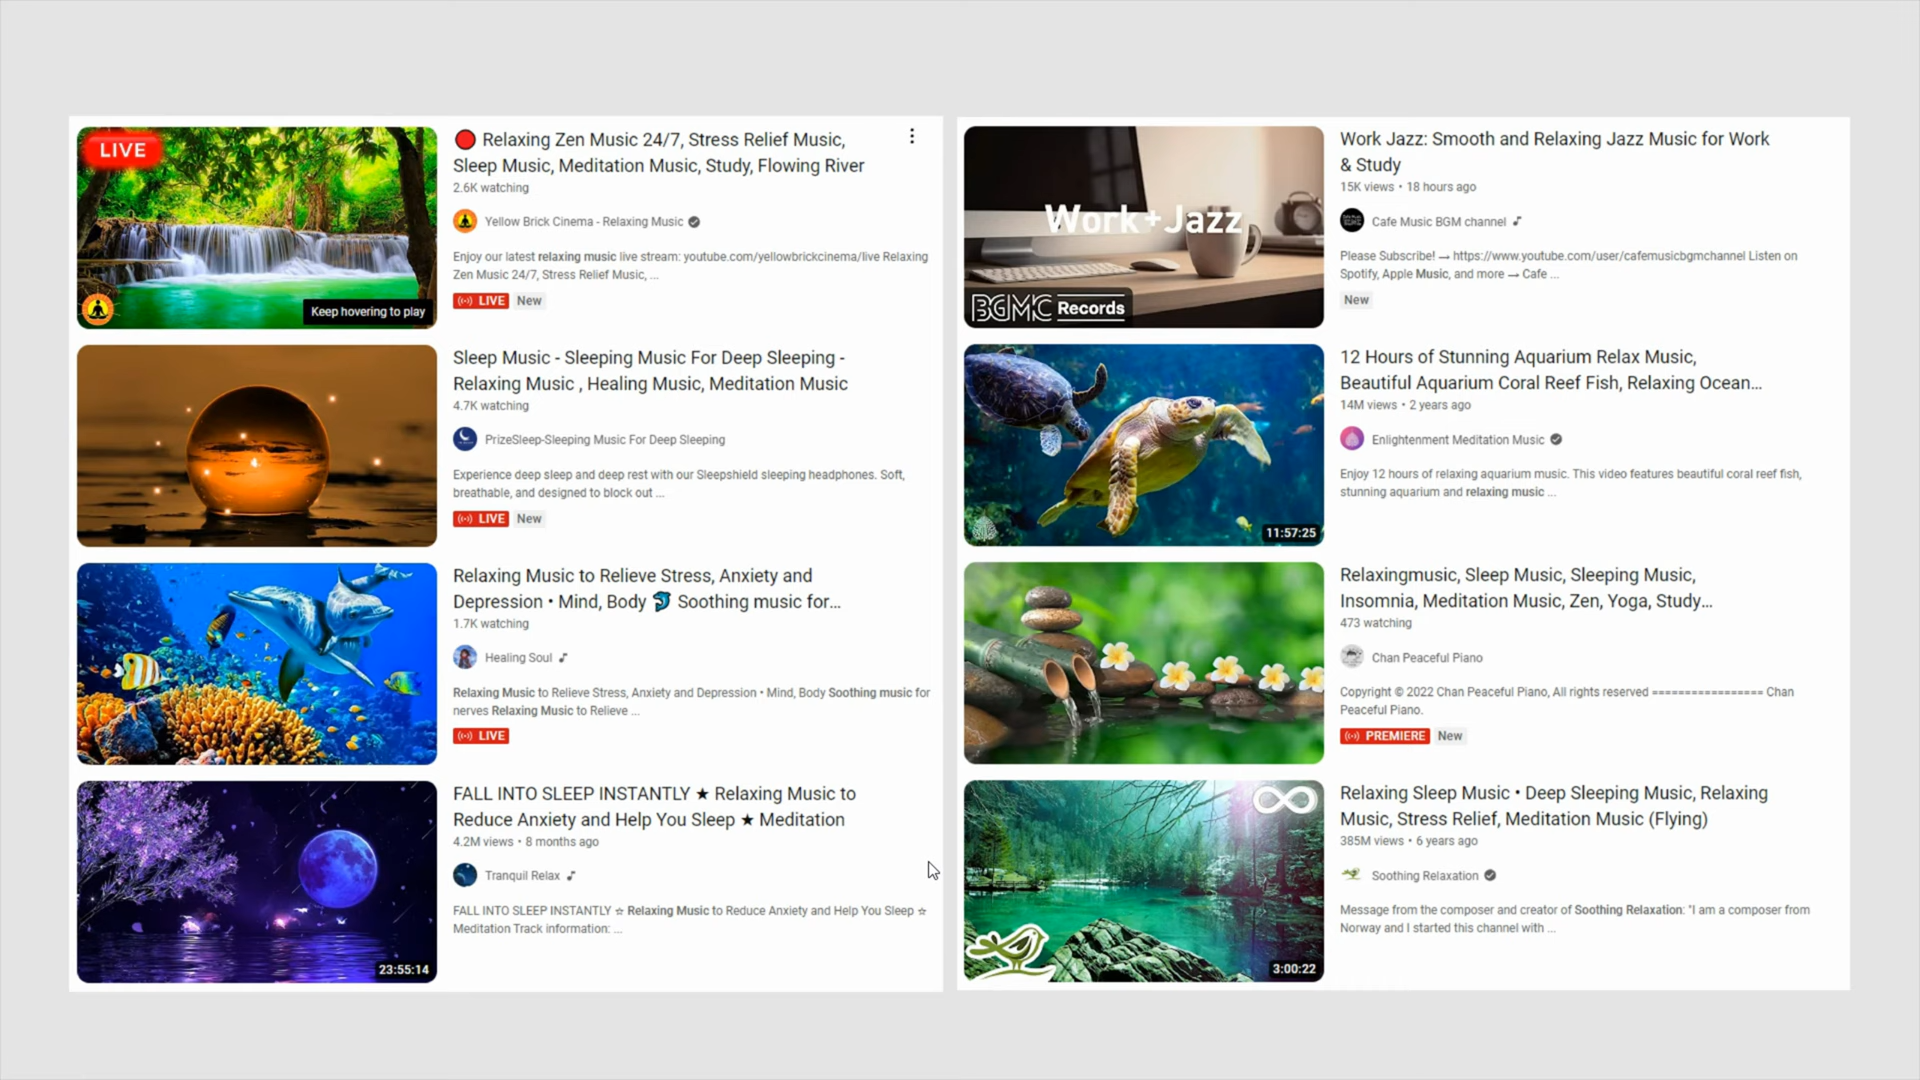 LIVE
Keep hovering to play
🔴 Relaxing Zen Music 24/7, Stress Relief Music,
Sleep Music, Meditation Music, Study, Flowing River
2.6K watching
Yellow Brick Cinema - Relaxing Music
Enjoy our latest relaxing music live stream: youtube.com/yellowbrickcinema/live Relaxing
Zen Music 24/7, Stress Relief Music, ...
LIVE New
Sleep Music - Sleeping Music For Deep Sleeping -
Relaxing Music , Healing Music, Meditation Music
4.7K watching
PrizeSleep-Sleeping Music For Deep Sleeping
Experience deep sleep and deep rest with our Sleepshield sleeping headphones. Soft,
breathable, and designed to block out ...
LIVE New
Relaxing Music to Relieve Stress, Anxiety and
Depression • Mind, Body 🐬 Soothing music for...
1.7K watching
Healing Soul ♪
Relaxing Music to Relieve Stress, Anxiety and Depression • Mind, Body Soothing music for
nerves Relaxing Music to Relieve ...
LIVE
23:55:14
FALL INTO SLEEP INSTANTLY ★ Relaxing Music to
Reduce Anxiety and Help You Sleep ★ Meditation
4.2M views • 8 months ago
Tranquil Relax ♪
FALL INTO SLEEP INSTANTLY ☆ Relaxing Music to Reduce Anxiety and Help You Sleep ☆
Meditation Track information: ...
Work+Jazz
BGMC Records
Work Jazz: Smooth and Relaxing Jazz Music for Work
& Study
15K views • 18 hours ago
Cafe Music BGM channel ♪
Please Subscribe! → https://www.youtube.com/user/cafemusicbgmchannel Listen on
Spotify, Apple Music, and more → Cafe ...
New
11:57:25
12 Hours of Stunning Aquarium Relax Music,
Beautiful Aquarium Coral Reef Fish, Relaxing Ocean...
14M views • 2 years ago
Enlightenment Meditation Music
Enjoy 12 hours of relaxing aquarium music. This video features beautiful coral reef fish,
stunning aquarium and relaxing music ...
Relaxingmusic, Sleep Music, Sleeping Music,
Insomnia, Meditation Music, Zen, Yoga, Study...
473 watching
Chan Peaceful Piano
Copyright © 2022 Chan Peaceful Piano, All rights reserved ================= Chan
Peaceful Piano.
PREMIERE New
3:00:22
Relaxing Sleep Music • Deep Sleeping Music, Relaxing
Music, Stress Relief, Meditation Music (Flying)
385M views • 6 years ago
Soothing Relaxation
Message from the composer and creator of Soothing Relaxation: "I am a composer from
Norway and I started this channel with ...